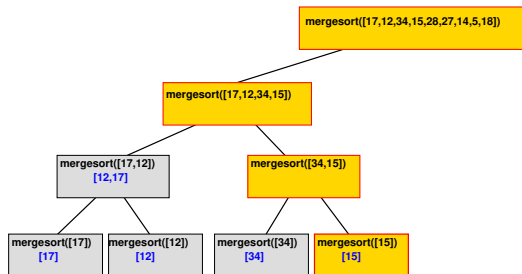 mergesort([17,12,34,15,28,27,14,5,18])
mergesort([17,12,34,15])
mergesort([17,12])
[12,17]
mergesort([34,15])
mergesort([17])
[17]
mergesort([12])
[12]
mergesort([34])
[34]
mergesort([15])
[15]